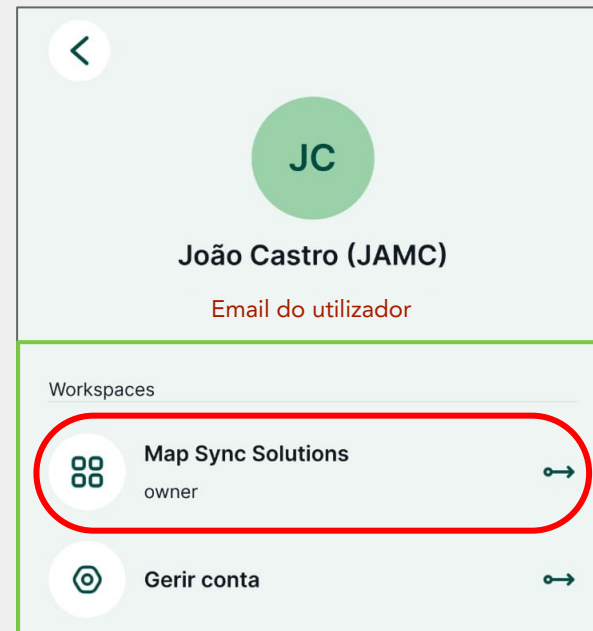 JC
João Castro (JAMC)
Email do utilizador
Workspaces
Map Sync Solutions
owner
Gerir conta